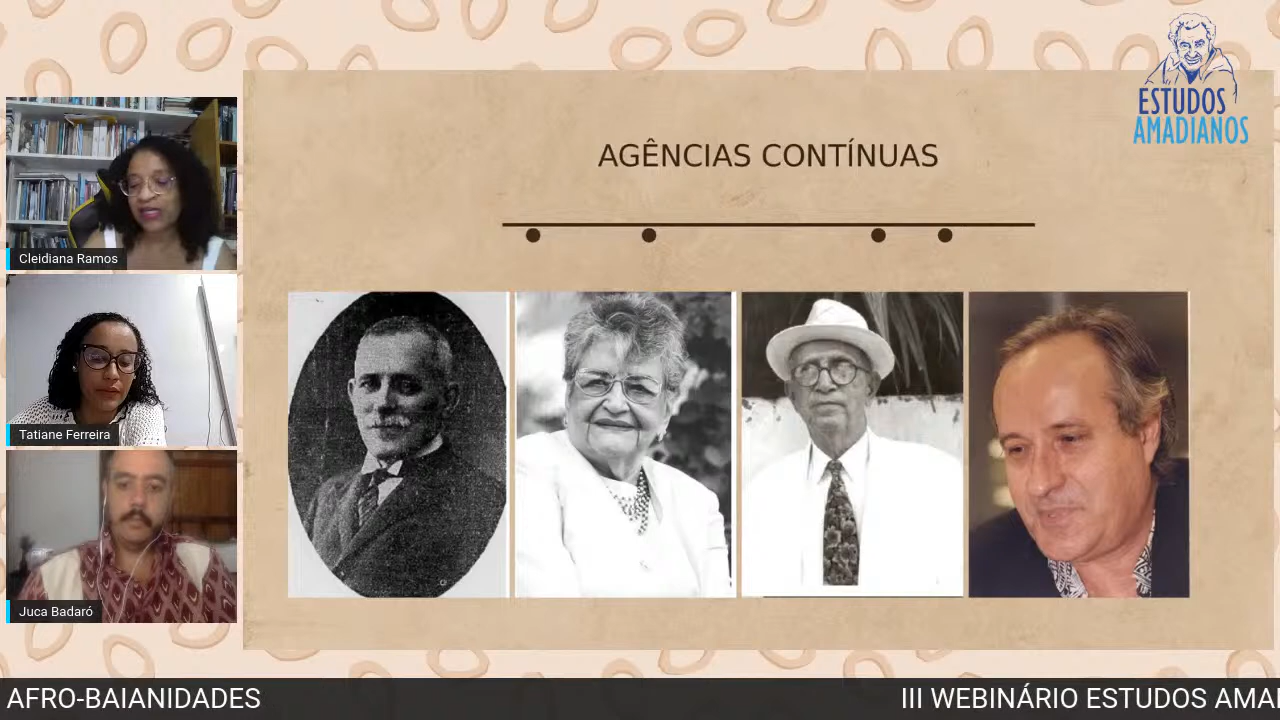 ESTUDOS
AMADIANOS
AGÊNCIAS CONTÍNUAS
Cleidiana Ramos
Tatiane Ferreira
Juca Badaró
AFRO-BAIANIDADES
III WEBINÁRIO ESTUDOS AMA